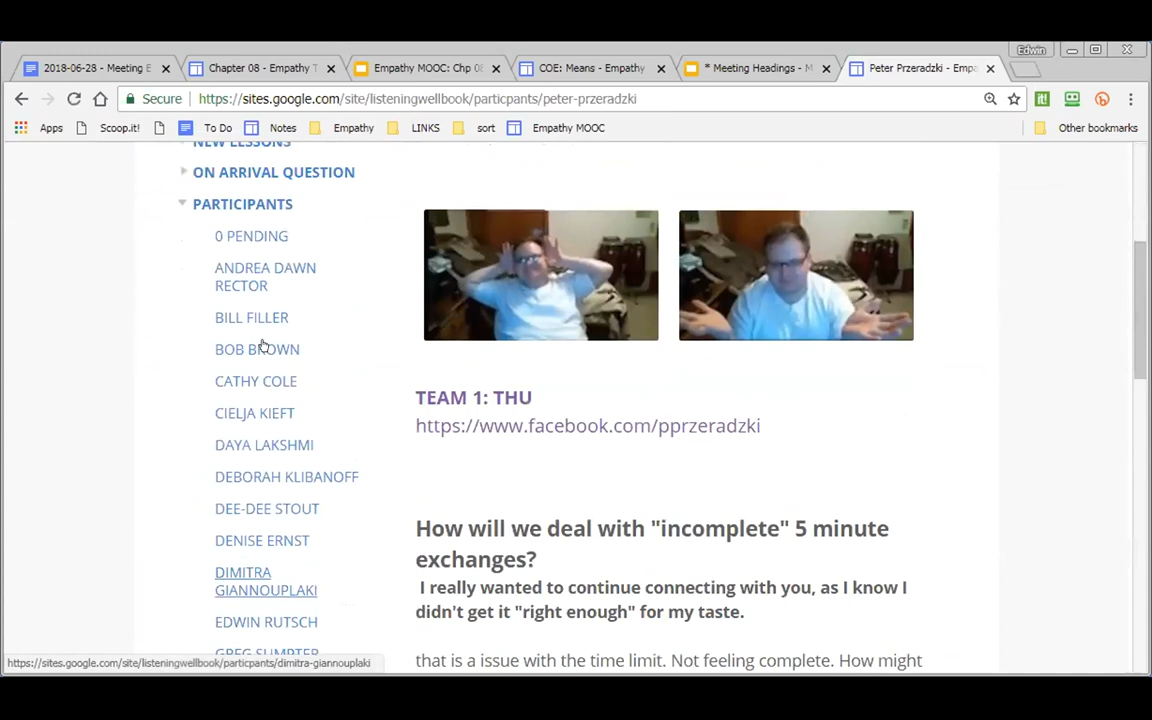 Edwin
2018-06-28 - Meeting E
Chapter 08 - Empathy T
Empathy MOOC: Chp 08
COE: Means - Empathy
* Meeting Headings - M
Peter Przeradzki - Empa
Secure
https://sites.google.com/site/listeningwellbook/particpants/peter-przeradzki
Apps
Scoop.it!
To Do
Notes
Empathy
LINKS
sort
Empathy MOOC
Other bookmarks
NEW LESSONS
ON ARRIVAL QUESTION
PARTICIPANTS
0 PENDING
ANDREA DAWN
RECTOR
BILL FILLER
BOB BROWN
CATHY COLE
CIELJA KIEFT
DAYA LAKSHMI
DEBORAH KLIBANOFF
DEE-DEE STOUT
DENISE ERNST
DIMITRA
GIANNOUPLAKI
EDWIN RUTSCH
GREG SUMPTER
TEAM 1: THU
https://www.facebook.com/pprzeradzki
How will we deal with "incomplete" 5 minute
exchanges?
I really wanted to continue connecting with you, as I know I
didn't get it "right enough" for my taste.
that is a issue with the time limit. Not feeling complete. How might
https://sites.google.com/site/listeningwellbook/particpants/dimitra-giannouplaki